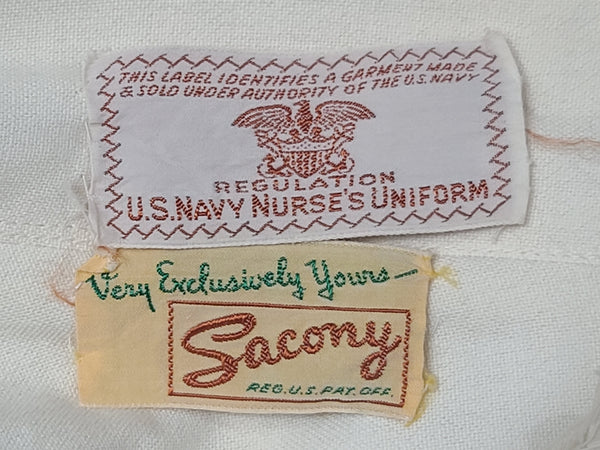 THIS LABEL IDENTIFIES A GARMENT MADE
& SOLD UNDER AUTHORITY OF THE U.S. NAVY
REGULATION
U.S. NAVY NURSE'S UNIFORM
Very Exclusively Yours—
Sacony
REG. U.S. PAT. OFF.